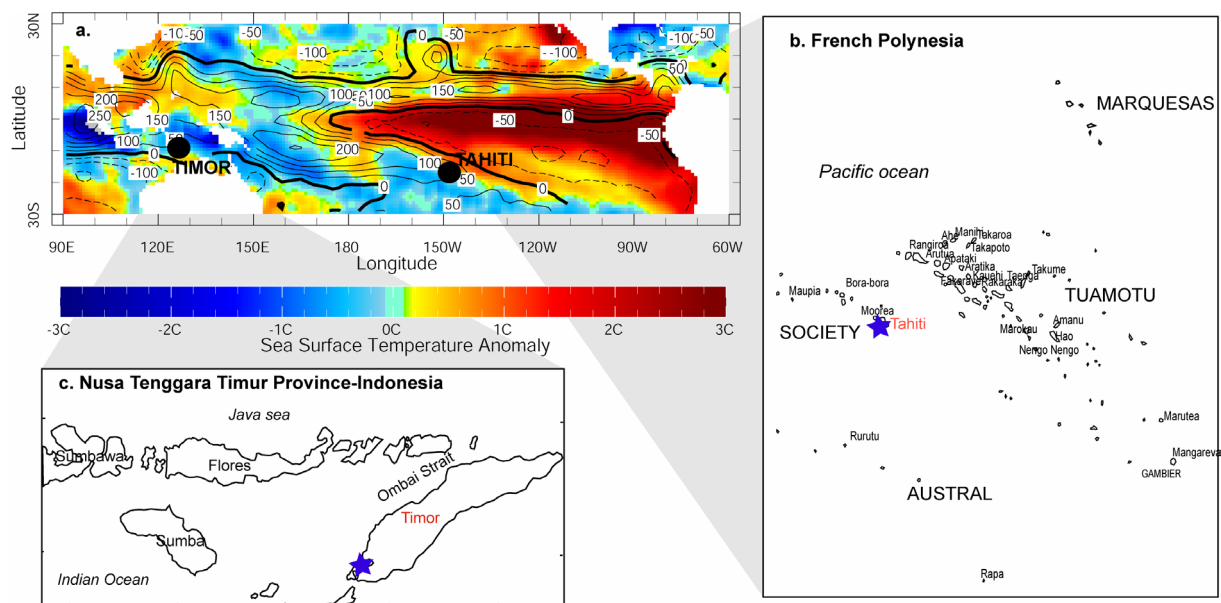 a.
30N
30S
Latitude
-100
-50
0
-50
-100
50
-100
-50
-100
0
50
200
250
150
100
50
0
-100
150
100
50
100
50
150
200
-50
0
-50
100
50
50
0
0
TIMOR
TAHITI
90E 120E 150E 180 150W 120W 90W 60W
Longitude
-3C -2C -1C 0C 1C 2C 3C
Sea Surface Temperature Anomaly
b. French Polynesia
MARQUESAS
Pacific ocean
Ahe
Manihi
Takaroa
Takapoto
Rangiroa
Arutua
Apataki
Aratika
Kauehi
Taenga
Takume
Rakaraka
Maupia
Bora-bora
TUAMOTU
Moorea
Tahiti
SOCIETY
Marokau
Amanu
Hao
Nengo Nengo
Rurutu
Marutea
Mangareva
GAMBIER
AUSTRAL
Rapa
c. Nusa Tenggara Timur Province-Indonesia
Java sea
Sumbawa
Flores
Ombai Strait
Timor
Sumba
Indian Ocean